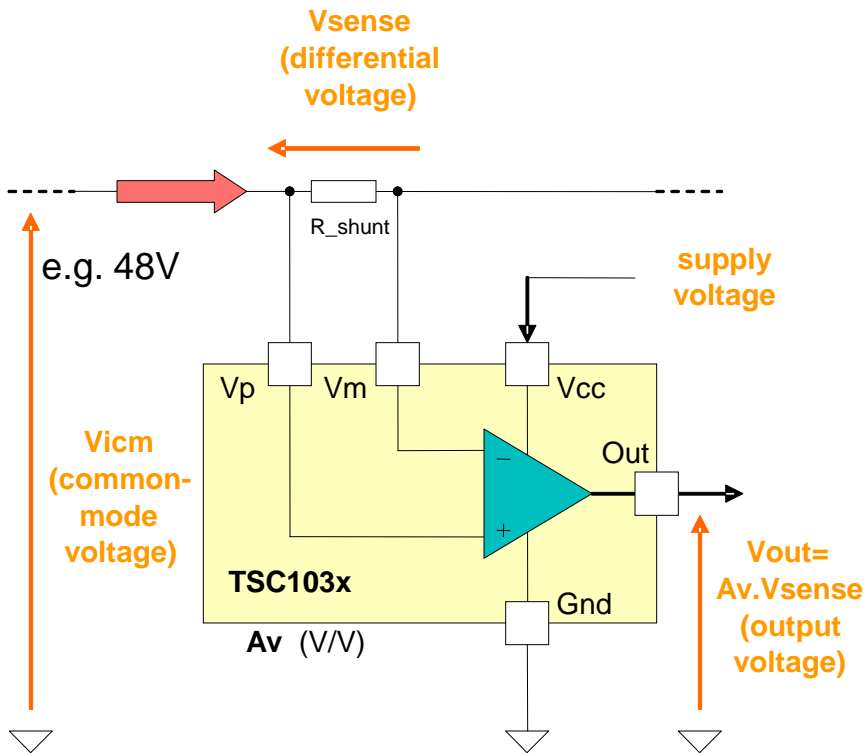 Vsense
(differential
voltage)
R_shunt
e.g. 48V
supply
voltage
Vp
Vm
Vcc
Vicm
(common-
mode
voltage)
−
+
Out
TSC103x
Gnd
Av (V/V)
Vout=
Av.Vsense
(output
voltage)